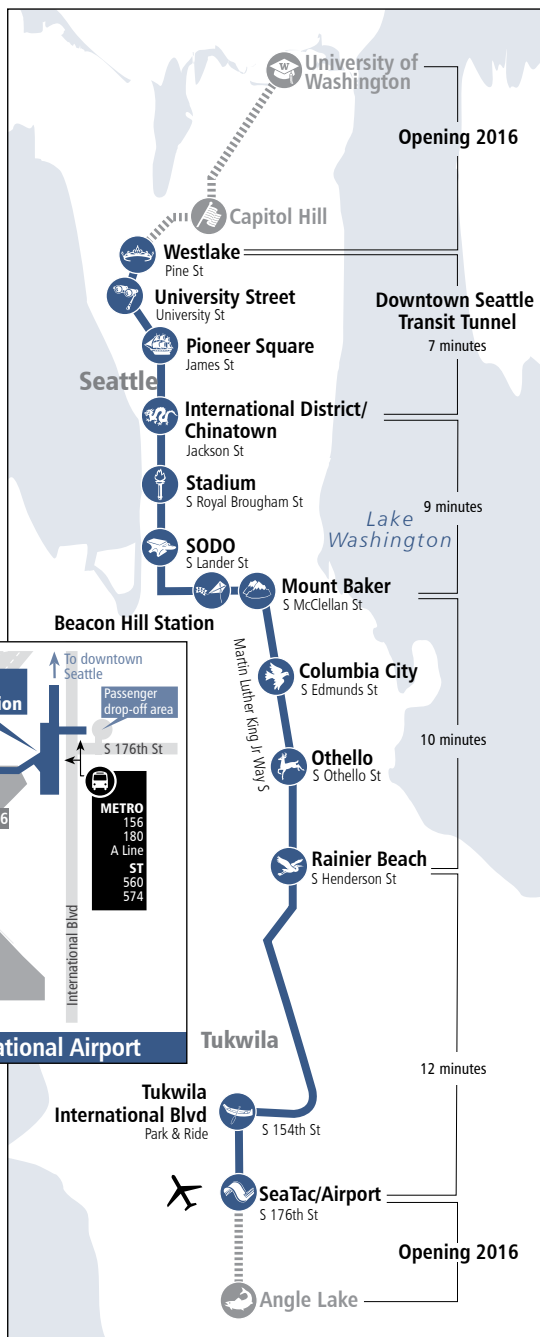 University of
Washington
Opening 2016
Capitol Hill
Westlake
Pine St
University Street
University St
Downtown Seattle
Transit Tunnel
7 minutes
Pioneer Square
James St
Seattle
International District/
Chinatown
Jackson St
Stadium
S Royal Brougham St
9 minutes
Lake
Washington
SODO
S Lander St
Mount Baker
S McClellan St
Beacon Hill Station
Martin Luther King Jr Way S
Columbia City
S Edmunds St
10 minutes
Othello
S Othello St
Rainier Beach
S Henderson St
To downtown
Seattle
Passenger
drop-off area
S 176th St
METRO
156
180
A Line
ST
560
574
International Blvd
Tukwila
12 minutes
Tukwila
International Blvd
Park & Ride
S 154th St
SeaTac/Airport
S 176th St
Opening 2016
Angle Lake
W